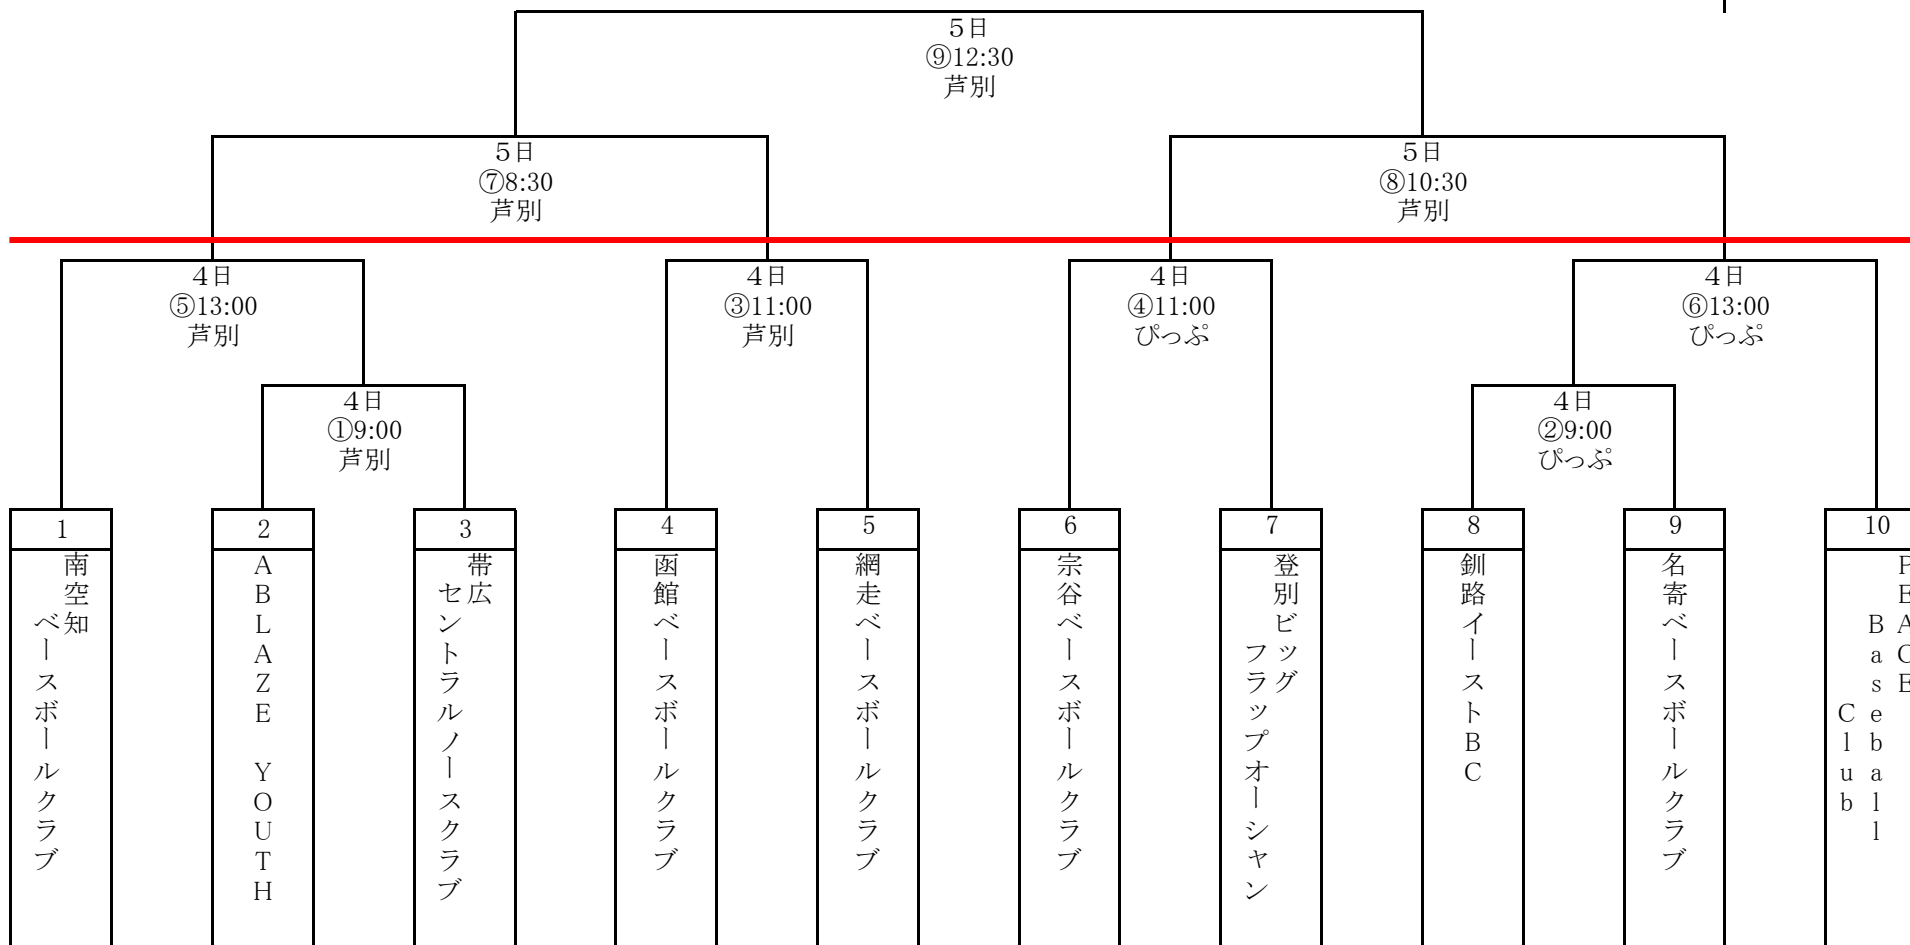 5日
⑨12:30
芦別
5日
⑦8:30
芦別
5日
⑧10:30
芦別
4日
⑤13:00
芦別
4日
③11:00
芦別
4日
④11:00
ぴっぷ
4日
⑥13:00
ぴっぷ
4日
①9:00
芦別
4日
②9:00
ぴっぷ
1
南空知
ベースボールクラブ
2
ABLAZE YOUTH
3
帯広
セントラルノースクラブ
4
函館ベースボールクラブ
5
網走ベースボールクラブ
6
宗谷ベースボールクラブ
7
登別ビッグ
フラップオーシャン
8
釧路イーストBC
9
名寄ベースボールクラブ
10
PEACE
Baseball
Club